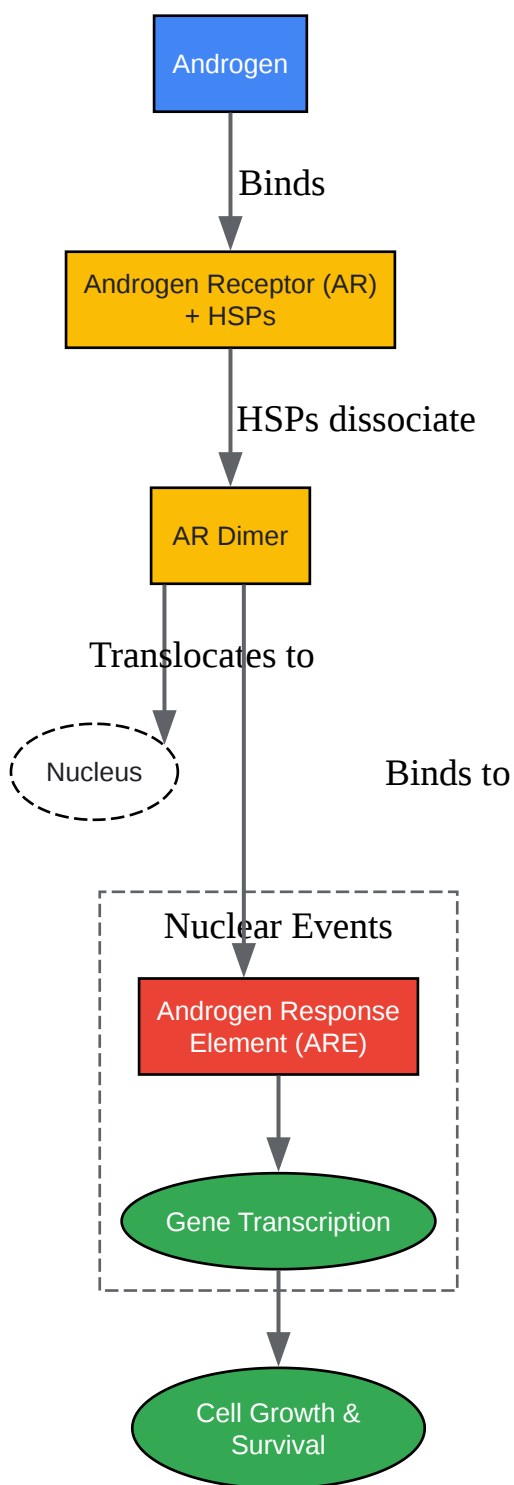 Androgen
Binds
Androgen Receptor (AR)
+ HSPs
HSPs dissociate
AR Dimer
Translocates to
Nucleus
Binds to
Nuclear Events
Androgen Response
Element (ARE)
Gene Transcription
Cell Growth &
Survival